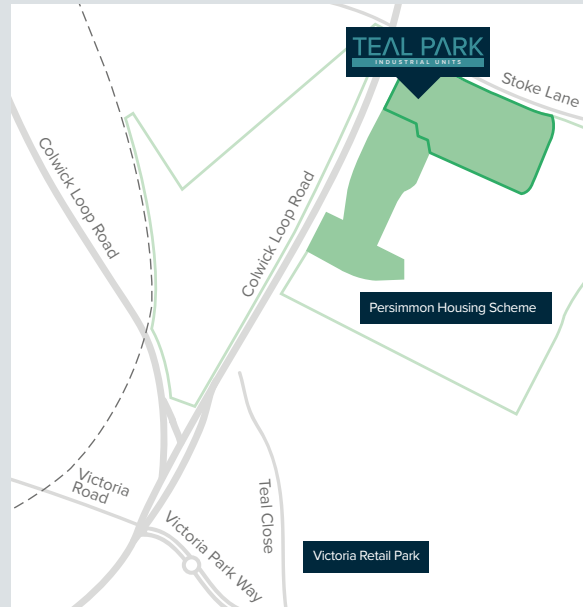 TEAL PARK
INDUSTRIAL UNITS
Stoke Lane
Colwick Loop Road
Colwick Loop Road
Persimmon Housing Scheme
Victoria
Road
Teal Close
Victoria Park Way
Victoria Retail Park